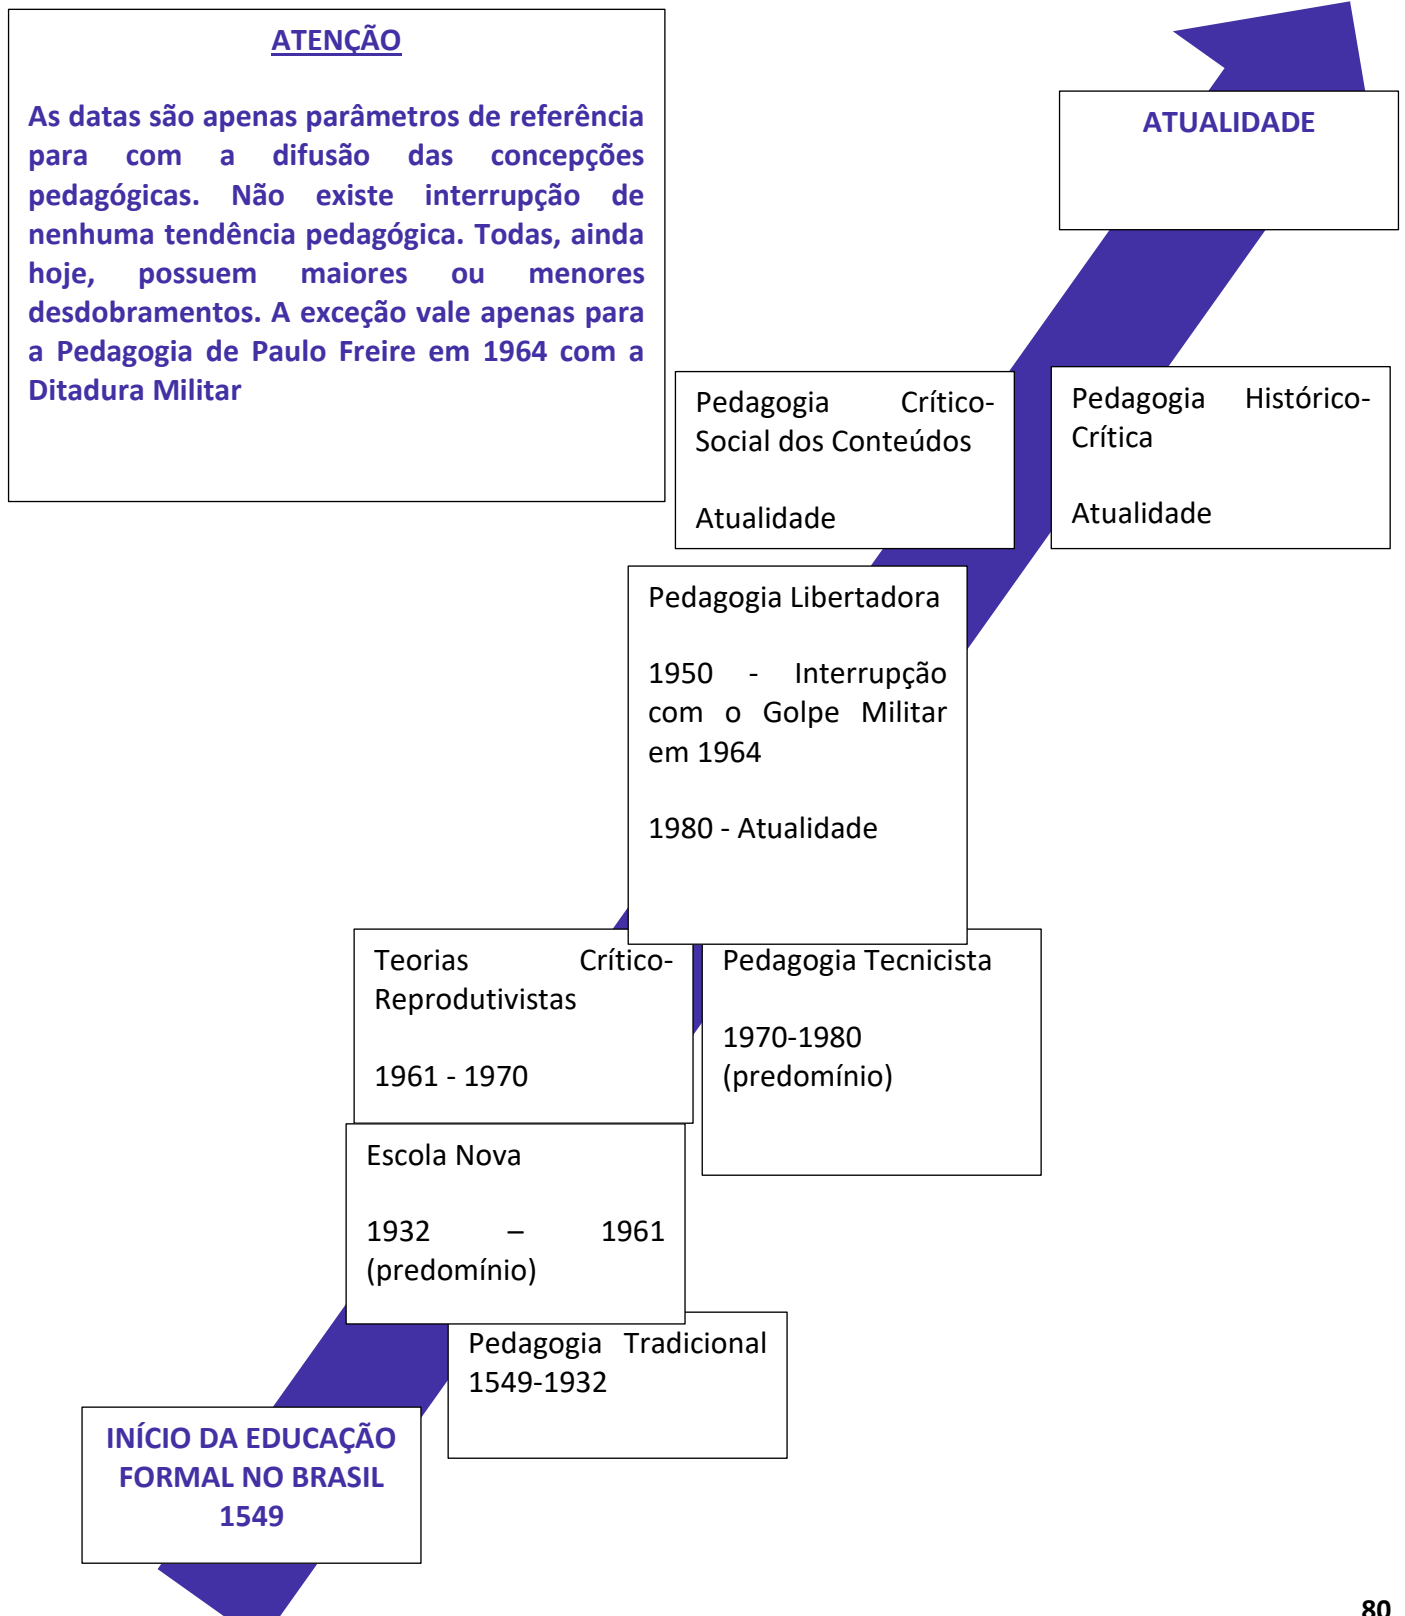 ATENÇÃO
As datas são apenas parâmetros de referência
para com a difusão das concepções
pedagógicas. Não existe interrupção de
nenhuma tendência pedagógica. Todas, ainda
hoje, possuem maiores ou menores
desdobramentos. A exceção vale apenas para
a Pedagogia de Paulo Freire em 1964 com a
Ditadura Militar
ATUALIDADE
Pedagogia Crítico-
Social dos Conteúdos
Atualidade
Pedagogia Histórico-
Crítica
Atualidade
Pedagogia Libertadora
1950 - Interrupção
com o Golpe Militar
em 1964
1980 - Atualidade
Teorias Crítico-
Reprodutivistas
1961 - 1970
Pedagogia Tecnicista
1970-1980
(predomínio)
Escola Nova
1932 – 1961
(predomínio)
Pedagogia Tradicional
1549-1932
INÍCIO DA EDUCAÇÃO
FORMAL NO BRASIL
1549
80